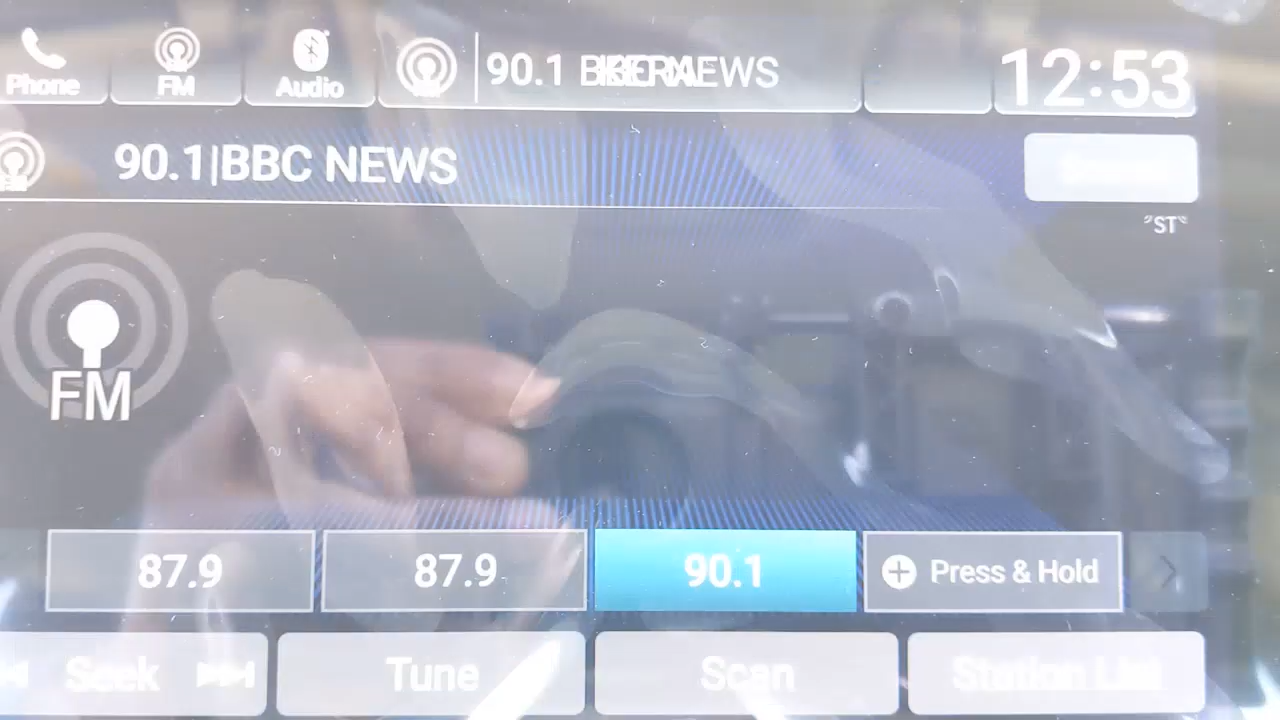 Phone
FM
Audio
90.1
NEWS
12:53
90.1|BBC NEWS
"ST"
FM
87.9
87.9
90.1
Press & Hold
Seek
Tune
Scan
Station List